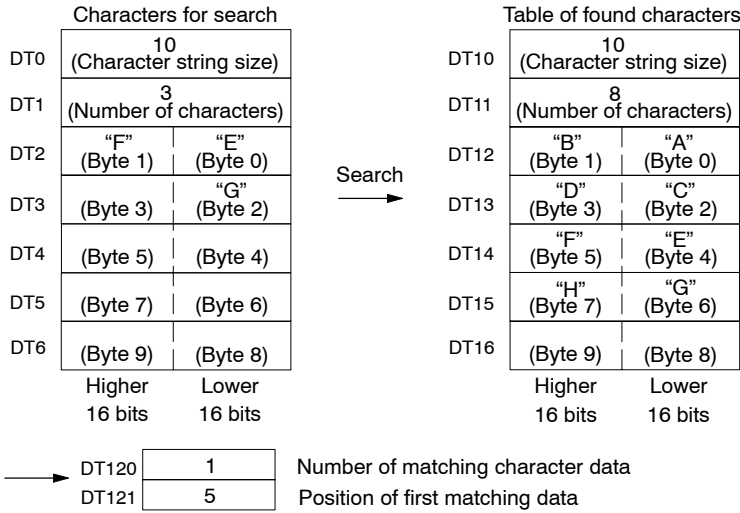 Characters for search
DT0
10
(Character string size)
DT1
3
(Number of characters)
DT2
“F”
(Byte 1)
“E”
(Byte 0)
DT3
(Byte 3)
“G”
(Byte 2)
DT4
(Byte 5)
(Byte 4)
DT5
(Byte 7)
(Byte 6)
DT6
(Byte 9)
(Byte 8)
Higher
16 bits
Lower
16 bits
Search
Table of found characters
DT10
10
(Character string size)
DT11
8
(Number of characters)
DT12
“B”
(Byte 1)
“A”
(Byte 0)
DT13
“D”
(Byte 3)
“C”
(Byte 2)
DT14
“F”
(Byte 5)
“E”
(Byte 4)
DT15
“H”
(Byte 7)
“G”
(Byte 6)
DT16
(Byte 9)
(Byte 8)
Higher
16 bits
Lower
16 bits
DT120
1
Number of matching character data
DT121
5
Position of first matching data